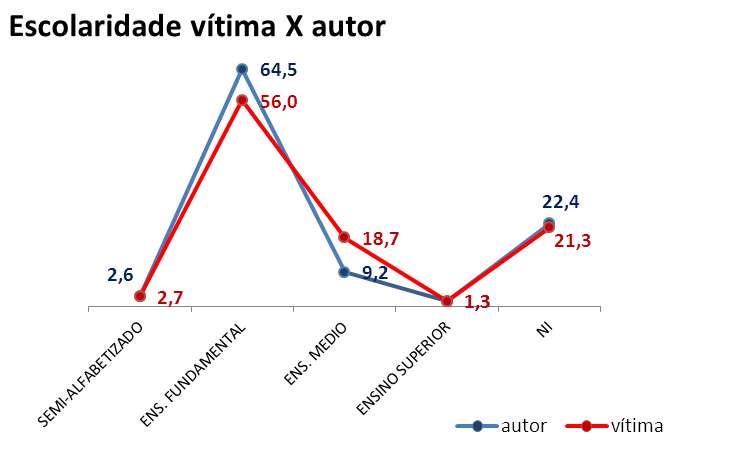 Escolaridade vítima X autor
64,5
56,0
22,4
18,7
21,3
2,6
9,2
2,7
1,3
SEMI-ALFABETIZADO
ENS. FUNDAMENTAL
ENS. MEDIO
ENSINO SUPERIOR
NI
autor
vítima